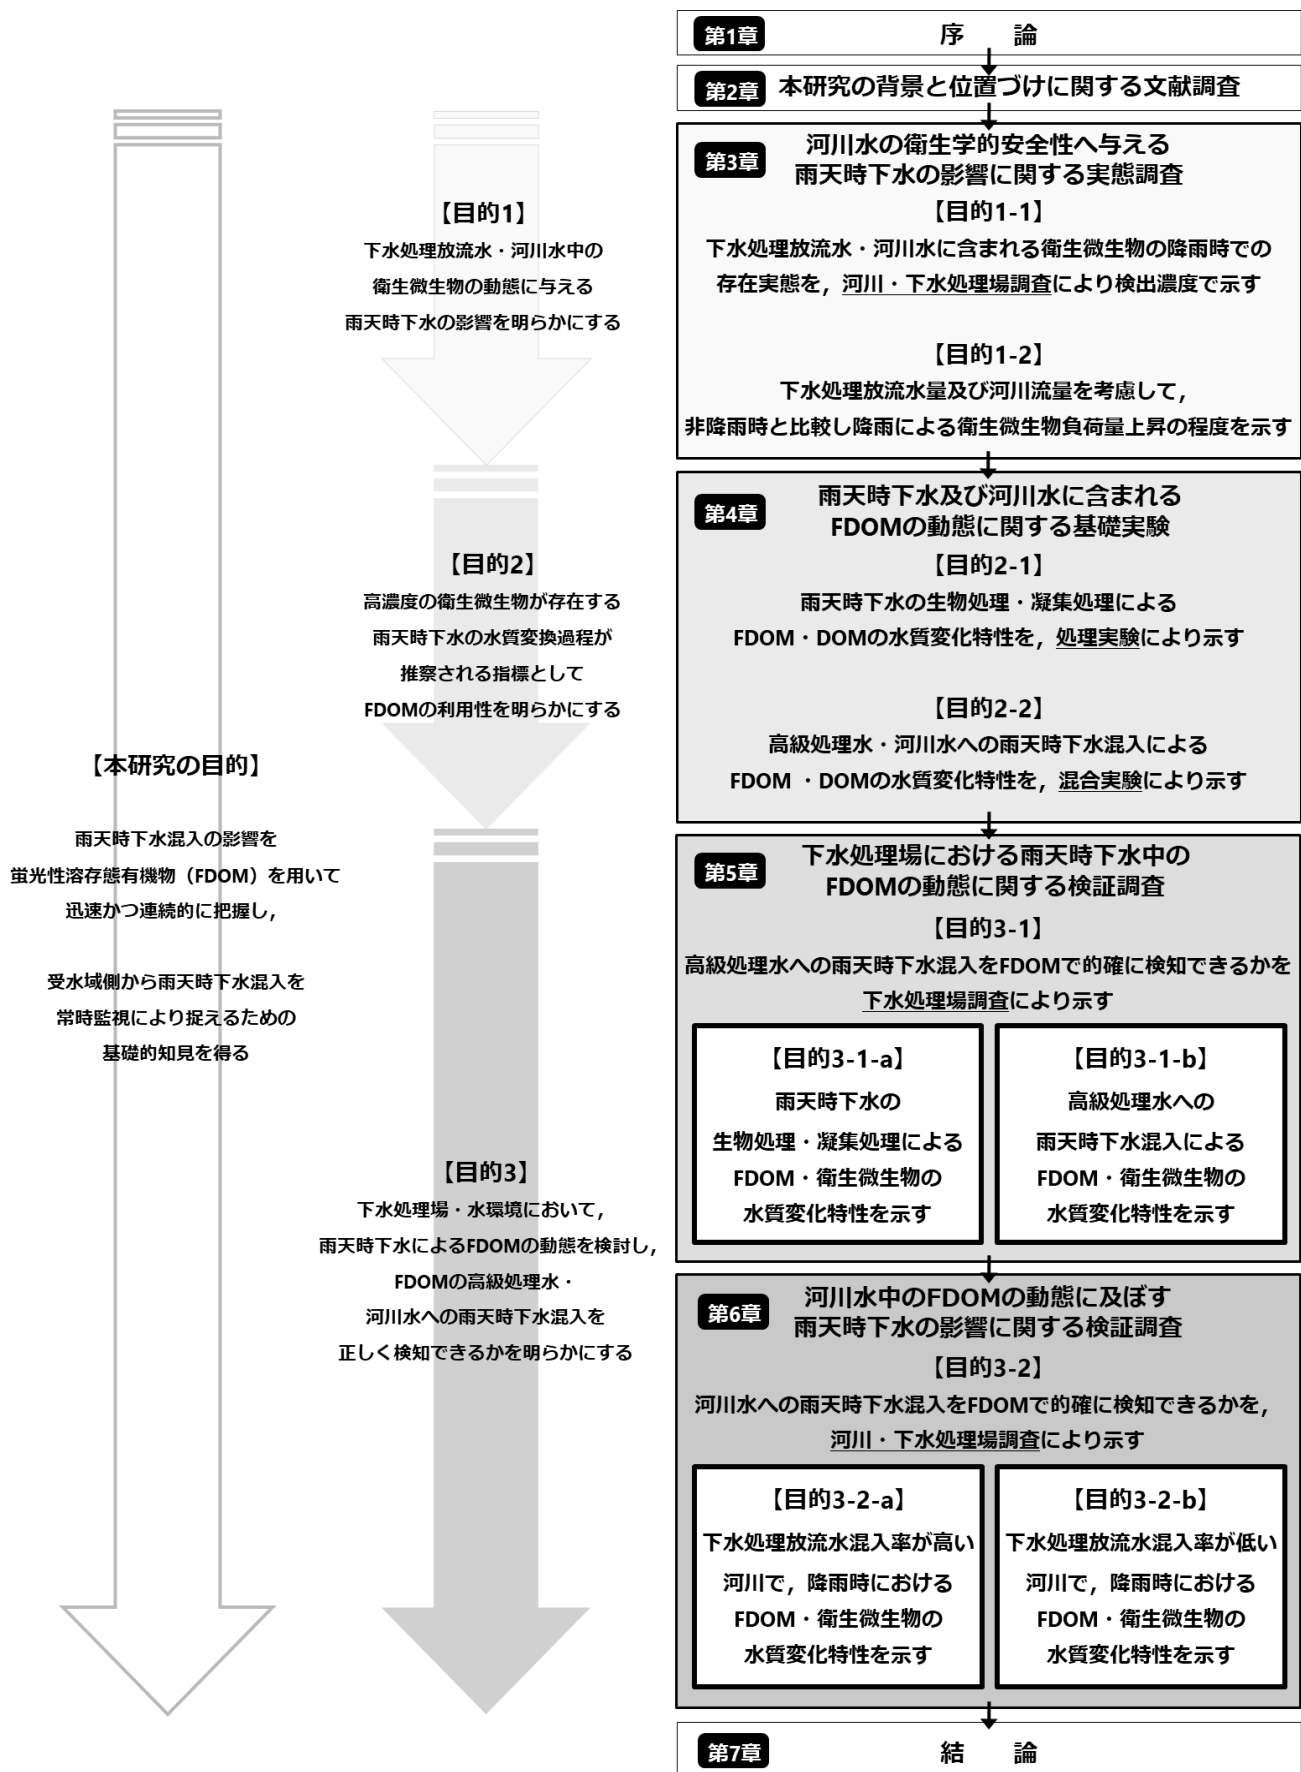 【本研究の目的】
雨天時下水混入の影響を
蛍光性溶存態有機物（FDOM）を用いて
迅速かつ連続的に把握し，
受水域側から雨天時下水混入を
常時監視により捉えるための
基礎的知見を得る
【目的1】
下水処理放流水・河川水中の
衛生微生物の動態に与える
雨天時下水の影響を明らかにする
【目的2】
高濃度の衛生微生物が存在する
雨天時下水の水質変換過程が
推察される指標として
FDOMの利用性を明らかにする
【目的3】
下水処理場・水環境において，
雨天時下水によるFDOMの動態を検討し，
FDOMの高級処理水・
河川水への雨天時下水混入を
正しく検知できるかを明らかにする
第1章 序　論
第2章 本研究の背景と位置づけに関する文献調査
第3章
河川水の衛生学的安全性へ与える
雨天時下水の影響に関する実態調査
【目的1-1】
下水処理放流水・河川水に含まれる衛生微生物の降雨時での
存在実態を，河川・下水処理場調査により検出濃度で示す
【目的1-2】
下水処理放流水量及び河川流量を考慮して，
非降雨時と比較し降雨による衛生微生物負荷量上昇の程度を示す
第4章
雨天時下水及び河川水に含まれる
FDOMの動態に関する基礎実験
【目的2-1】
雨天時下水の生物処理・凝集処理による
FDOM・DOMの水質変化特性を，処理実験により示す
【目的2-2】
高級処理水・河川水への雨天時下水混入による
FDOM ・DOMの水質変化特性を，混合実験により示す
第5章
下水処理場における雨天時下水中の
FDOMの動態に関する検証調査
【目的3-1】
高級処理水への雨天時下水混入をFDOMで的確に検知できるかを
下水処理場調査により示す
【目的3-1-a】
雨天時下水の
生物処理・凝集処理による
FDOM・衛生微生物の
水質変化特性を示す
【目的3-1-b】
高級処理水への
雨天時下水混入による
FDOM・衛生微生物の
水質変化特性を示す
第6章
河川水中のFDOMの動態に及ぼす
雨天時下水の影響に関する検証調査
【目的3-2】
河川水への雨天時下水混入をFDOMで的確に検知できるかを，
河川・下水処理場調査により示す
【目的3-2-a】
下水処理放流水混入率が高い
河川で，降雨時における
FDOM・衛生微生物の
水質変化特性を示す
【目的3-2-b】
下水処理放流水混入率が低い
河川で，降雨時における
FDOM・衛生微生物の
水質変化特性を示す
第7章 結　論